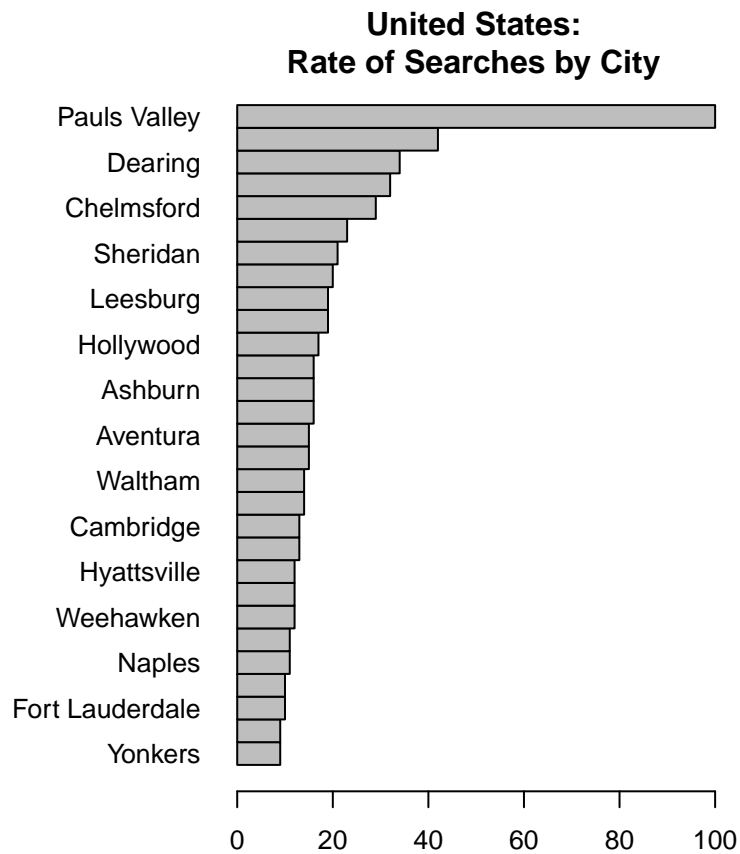 United States:
Rate of Searches by City
Pauls Valley
Dearing
Chelmsford
Sheridan
Leesburg
Hollywood
Ashburn
Aventura
Waltham
Cambridge
Hyattsville
Weehawken
Naples
Fort Lauderdale
Yonkers
0 20 40 60 80 100